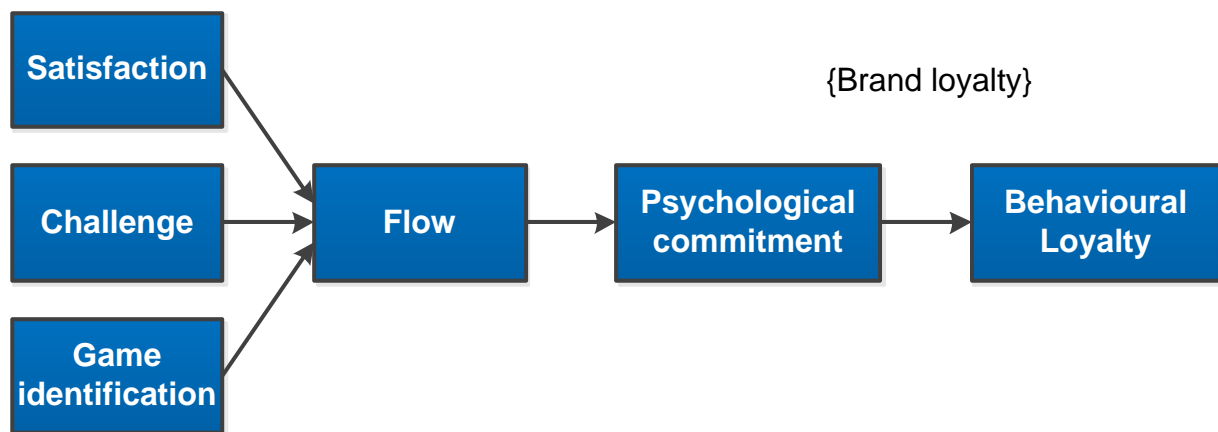 Satisfaction
{Brand loyalty}
Challenge
Flow
Psychological
commitment
Behavioural
Loyalty
Game
identification